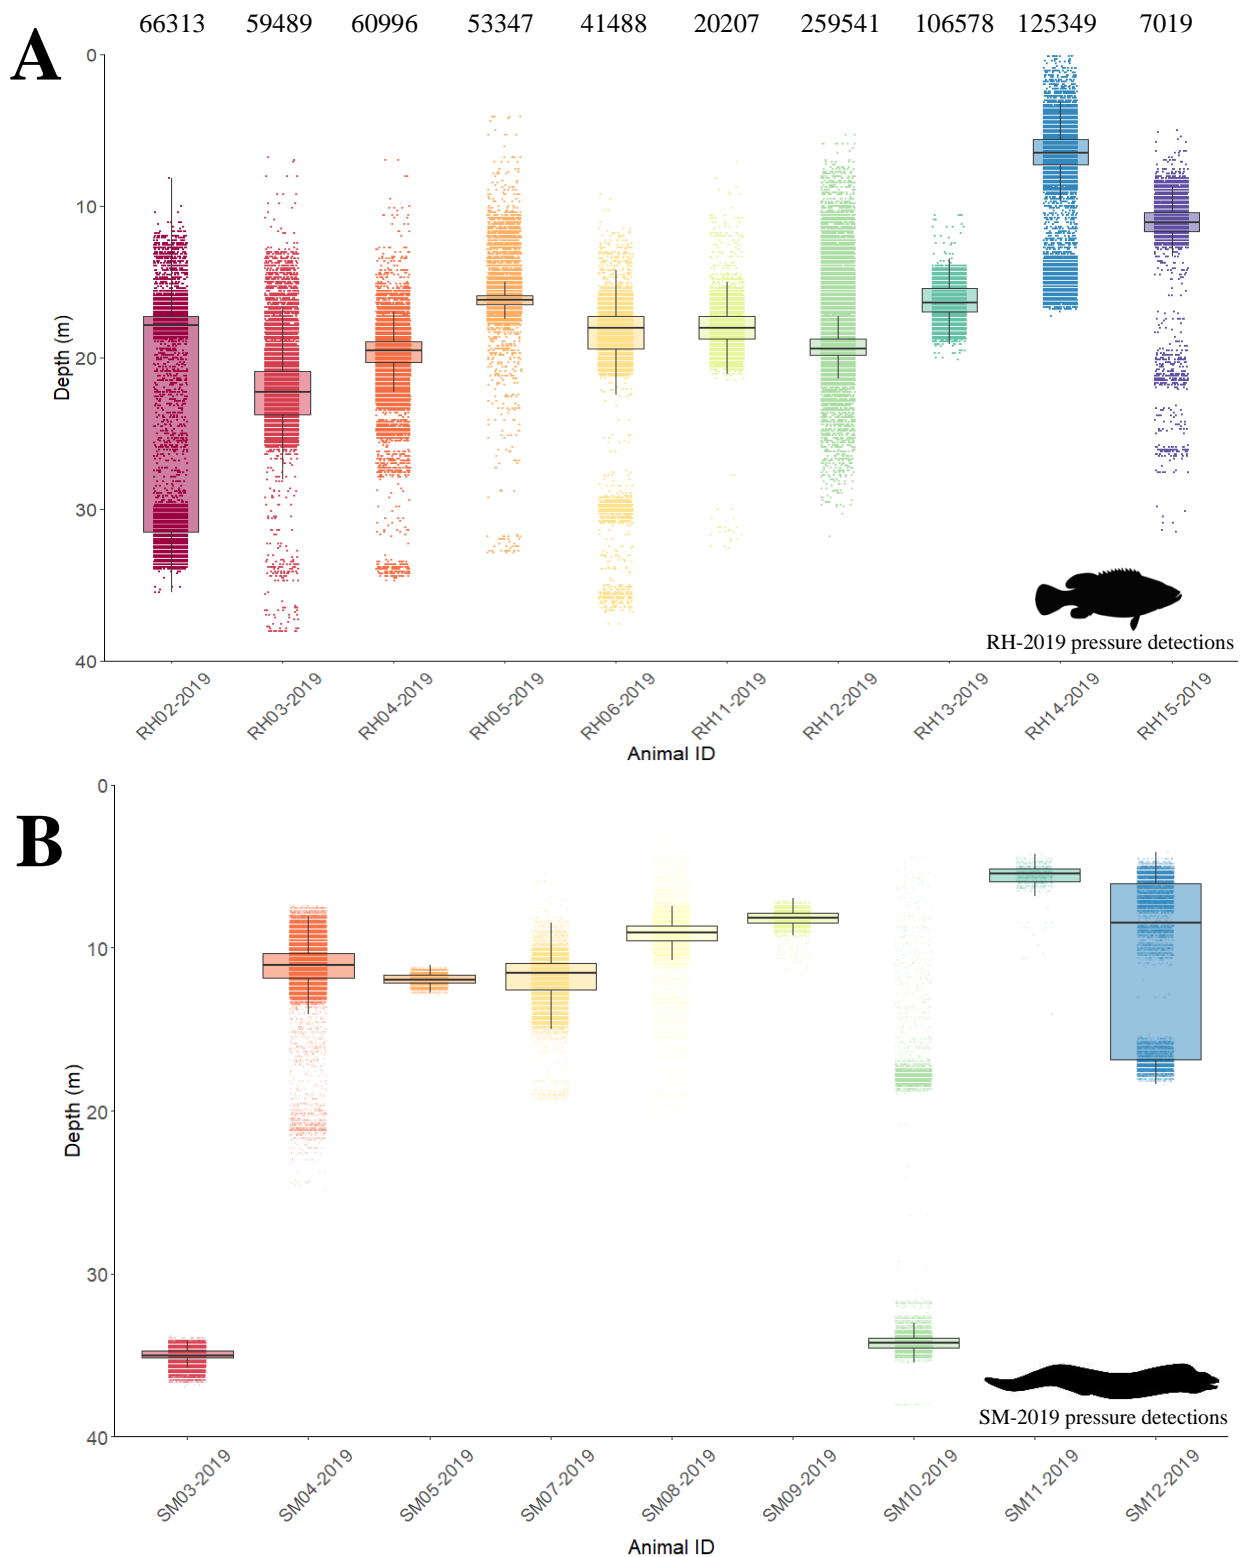 66313 59489 60996 53347 41488 20207 259541 106578 125349 7019
A
0
10
20
30
40
Depth (m)
RH-2019 pressure detections
RH02-2019 RH03-2019 RH04-2019 RH05-2019 RH06-2019 RH11-2019 RH12-2019 RH13-2019 RH14-2019 RH15-2019
Animal ID
B
0
10
20
30
40
Depth (m)
SM-2019 pressure detections
SM03-2019 SM04-2019 SM05-2019 SM07-2019 SM08-2019 SM09-2019 SM10-2019 SM11-2019 SM12-2019
Animal ID